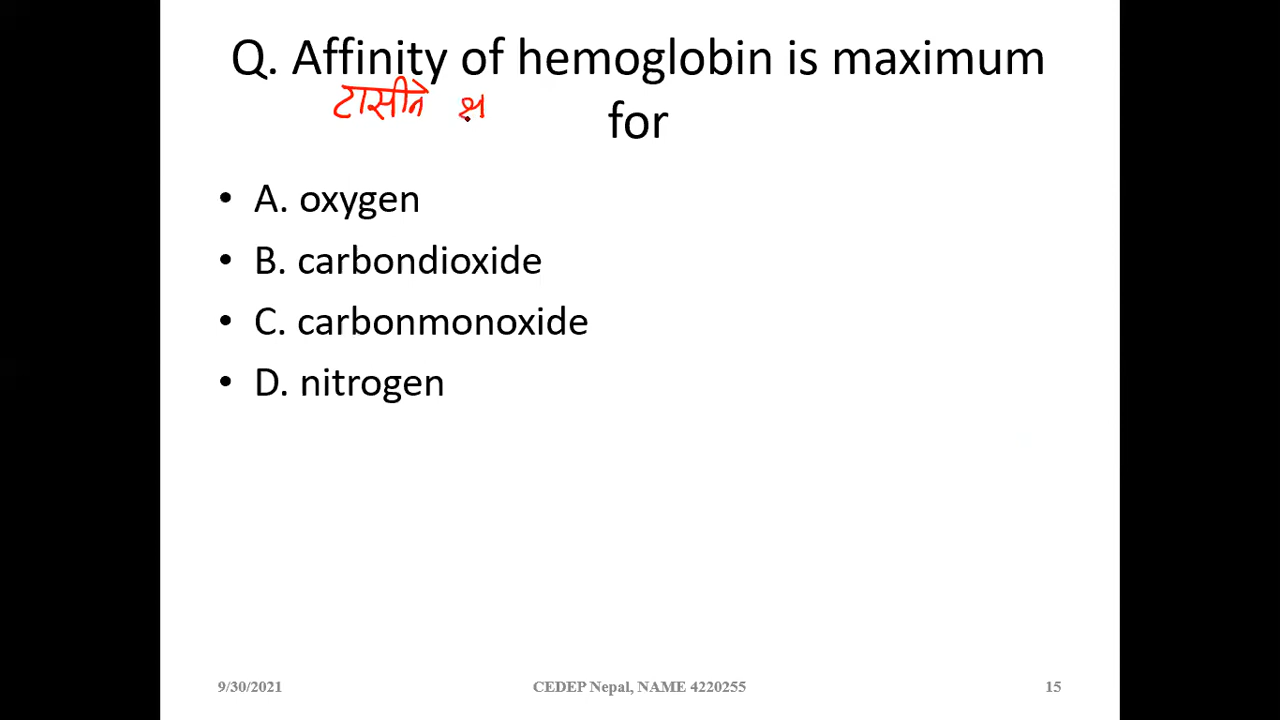 Q. Affinity of hemoglobin is maximum
टाँसीने क्ष
for
• A. oxygen
• B. carbondioxide
• C. carbonmonoxide
• D. nitrogen
9/30/2021 CEDEP Nepal, NAME 4220255 15